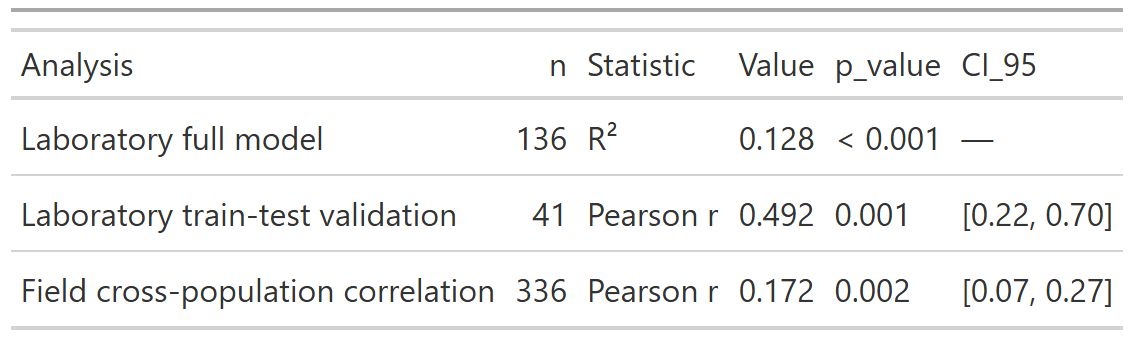 Analysis n Statistic Value p_value CI_95
Laboratory full model 136 R² 0.128 < 0.001 —
Laboratory train-test validation 41 Pearson r 0.492 0.001 [0.22, 0.70]
Field cross-population correlation 336 Pearson r 0.172 0.002 [0.07, 0.27]